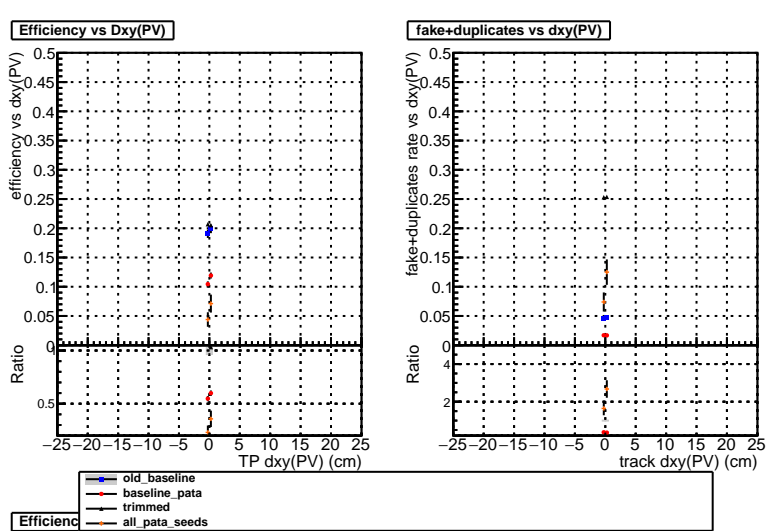 Efficiency vs Dxy(PV)
efficiency vs dxy(PV)
0.5
0.45
0.4
0.35
0.3
0.25
0.2
0.15
0.1
0.05
0
Ratio
1
0.5
−25 −20 −15 −10 −5 0 5 10 15 20 25
TP dxy(PV) (cm)
fake+duplicates vs dxy(PV)
fake+duplicates rate vs dxy(PV)
0.5
0.45
0.4
0.35
0.3
0.25
0.2
0.15
0.1
0.05
0
Ratio
4
2
−25 −20 −15 −10 −5 0 5 10 15 20 25
track dxy(PV) (cm)
old_baseline
baseline_pata
trimmed
all_pata_seeds
Efficienc